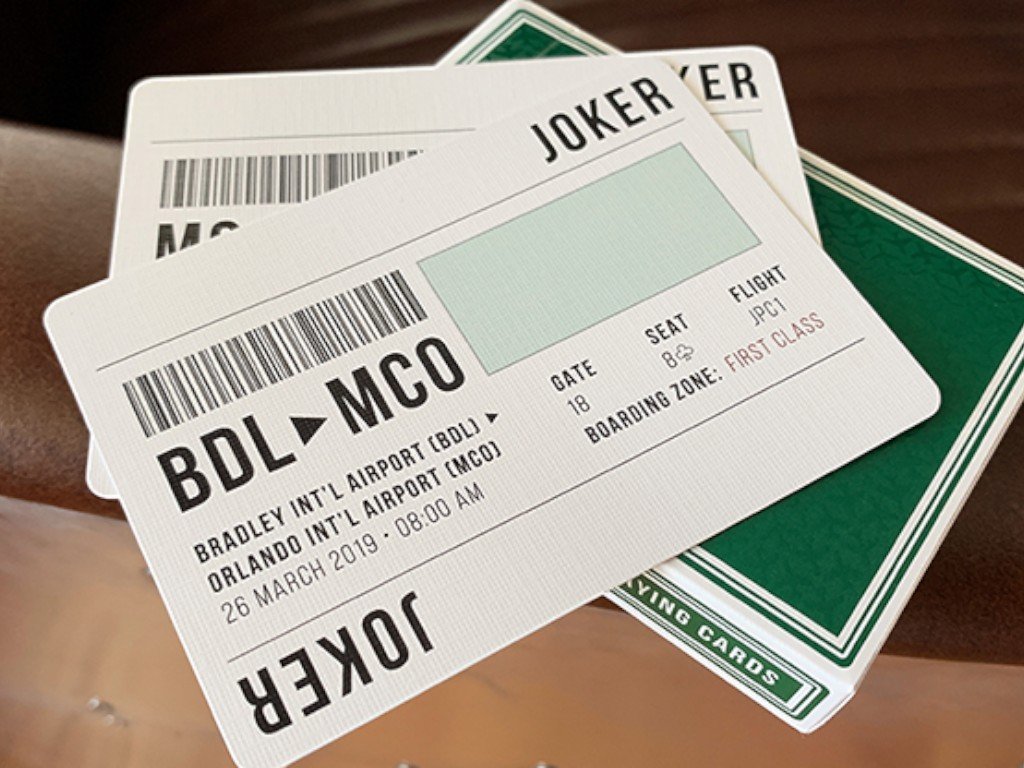 JOKER
BDL▶MCO
BRADLEY INT'L AIRPORT (BDL) ▶
ORLANDO INT'L AIRPORT (MCO)
26 MARCH 2019 · 08:00 AM
GATE SEAT FLIGHT
18 8♧ JPC1
BOARDING ZONE: FIRST CLASS
JOKER
PLAYING CARDS